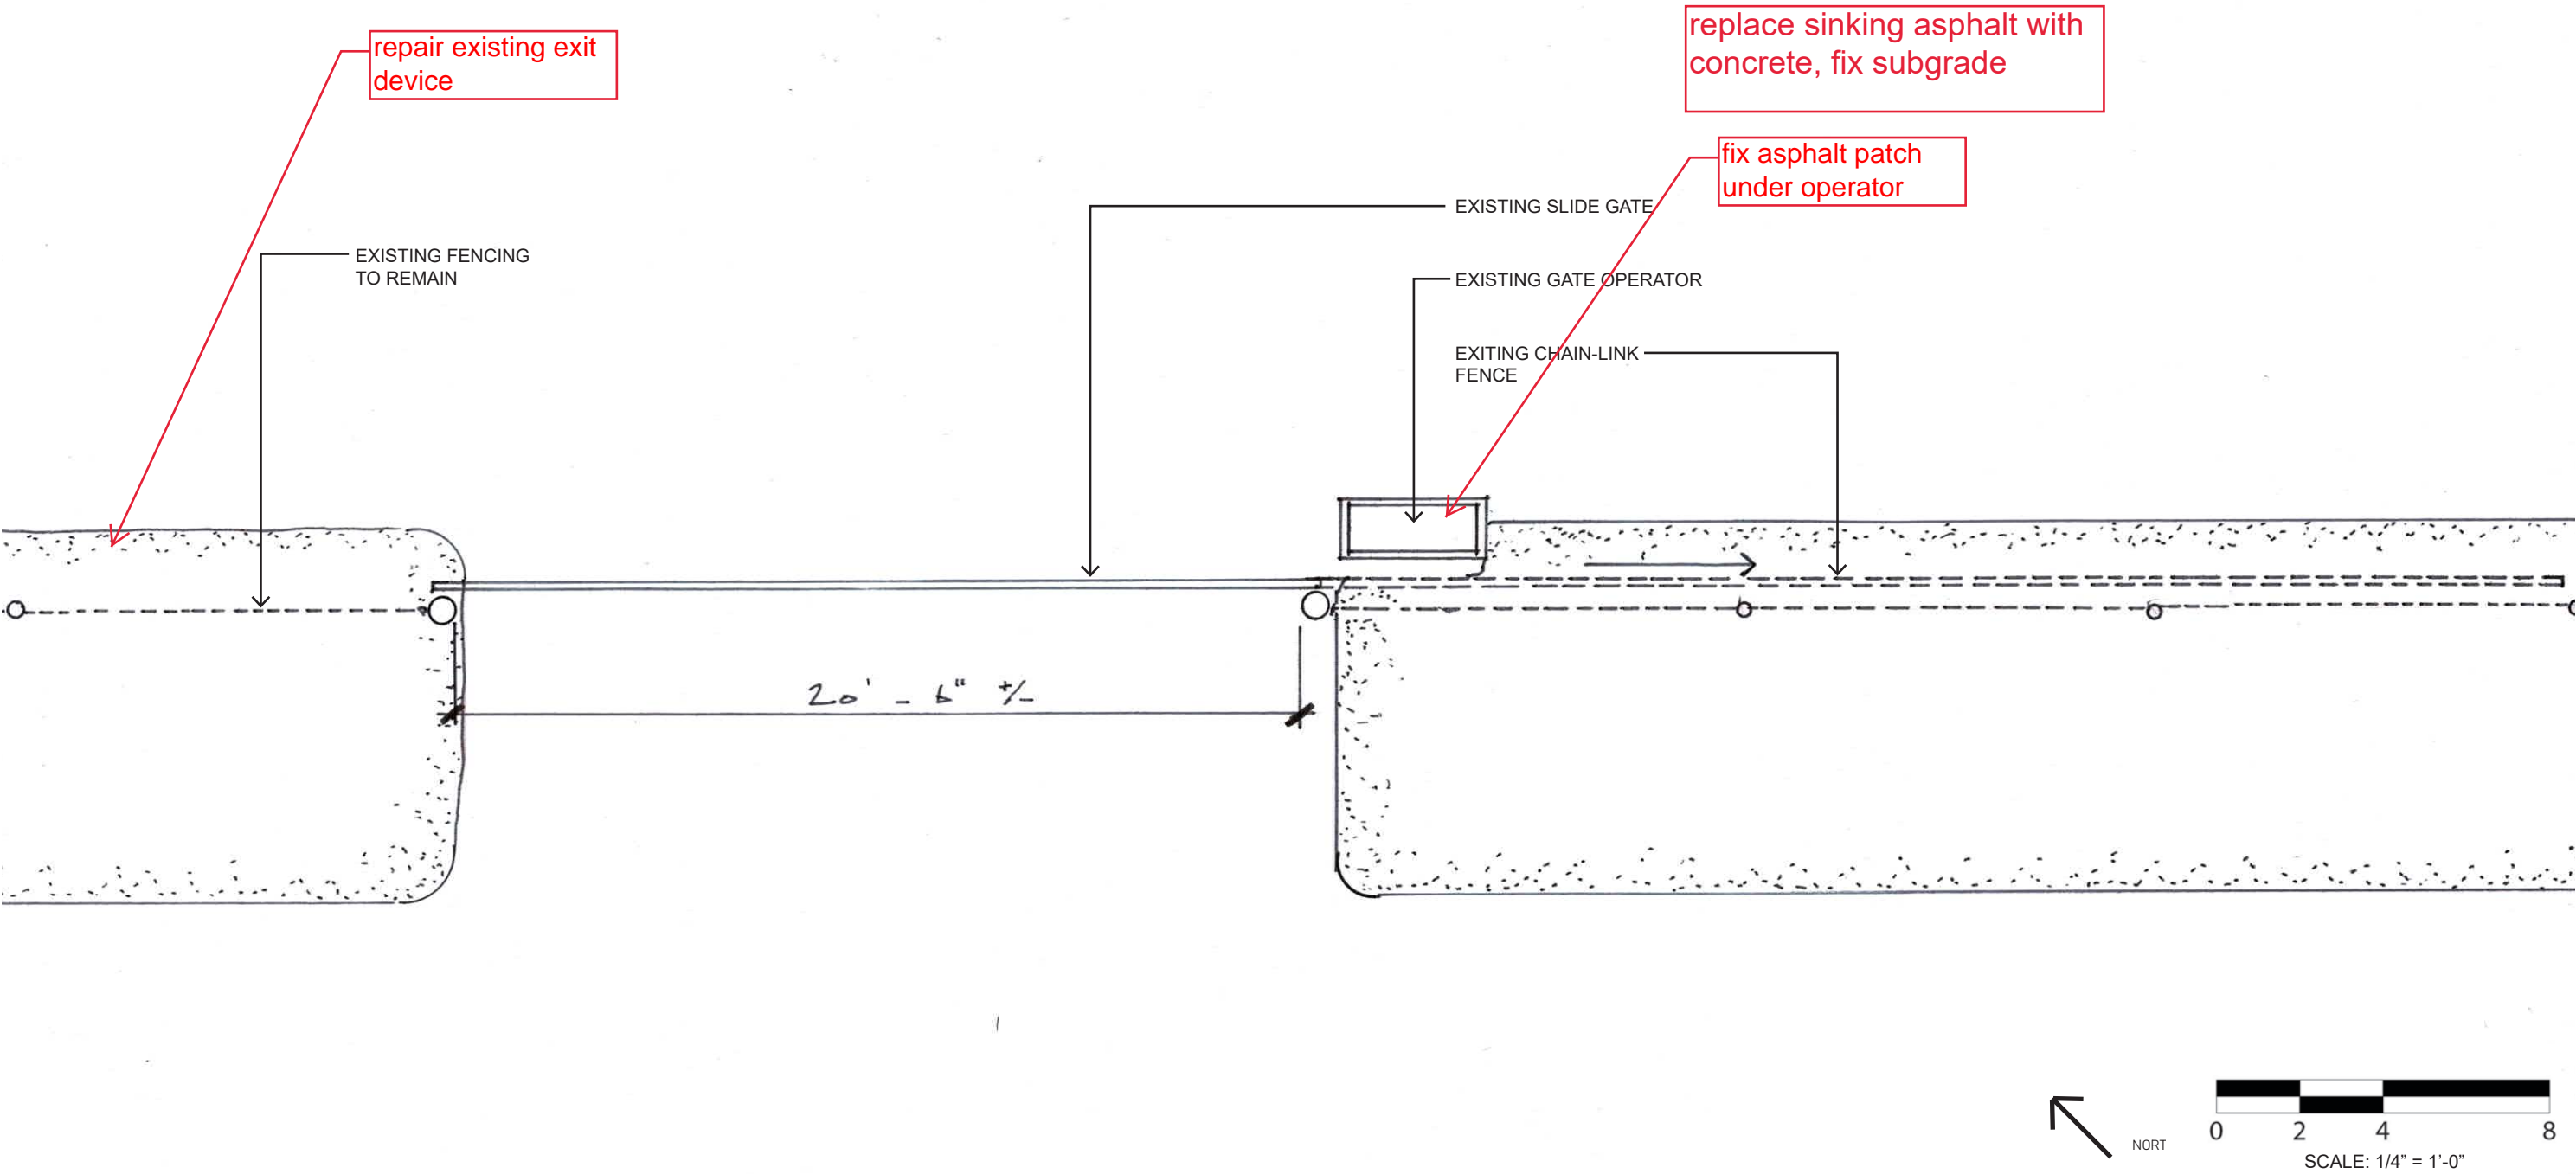 replace sinking asphalt with
concrete, fix subgrade
repair existing exit
device
fix asphalt patch
under operator
EXISTING SLIDE GATE
EXISTING FENCING
TO REMAIN
EXISTING GATE OPERATOR
EXITING CHAIN-LINK
FENCE
20' - 6" +/-
NORT
0 2 4 8
SCALE: 1/4” = 1’-0”